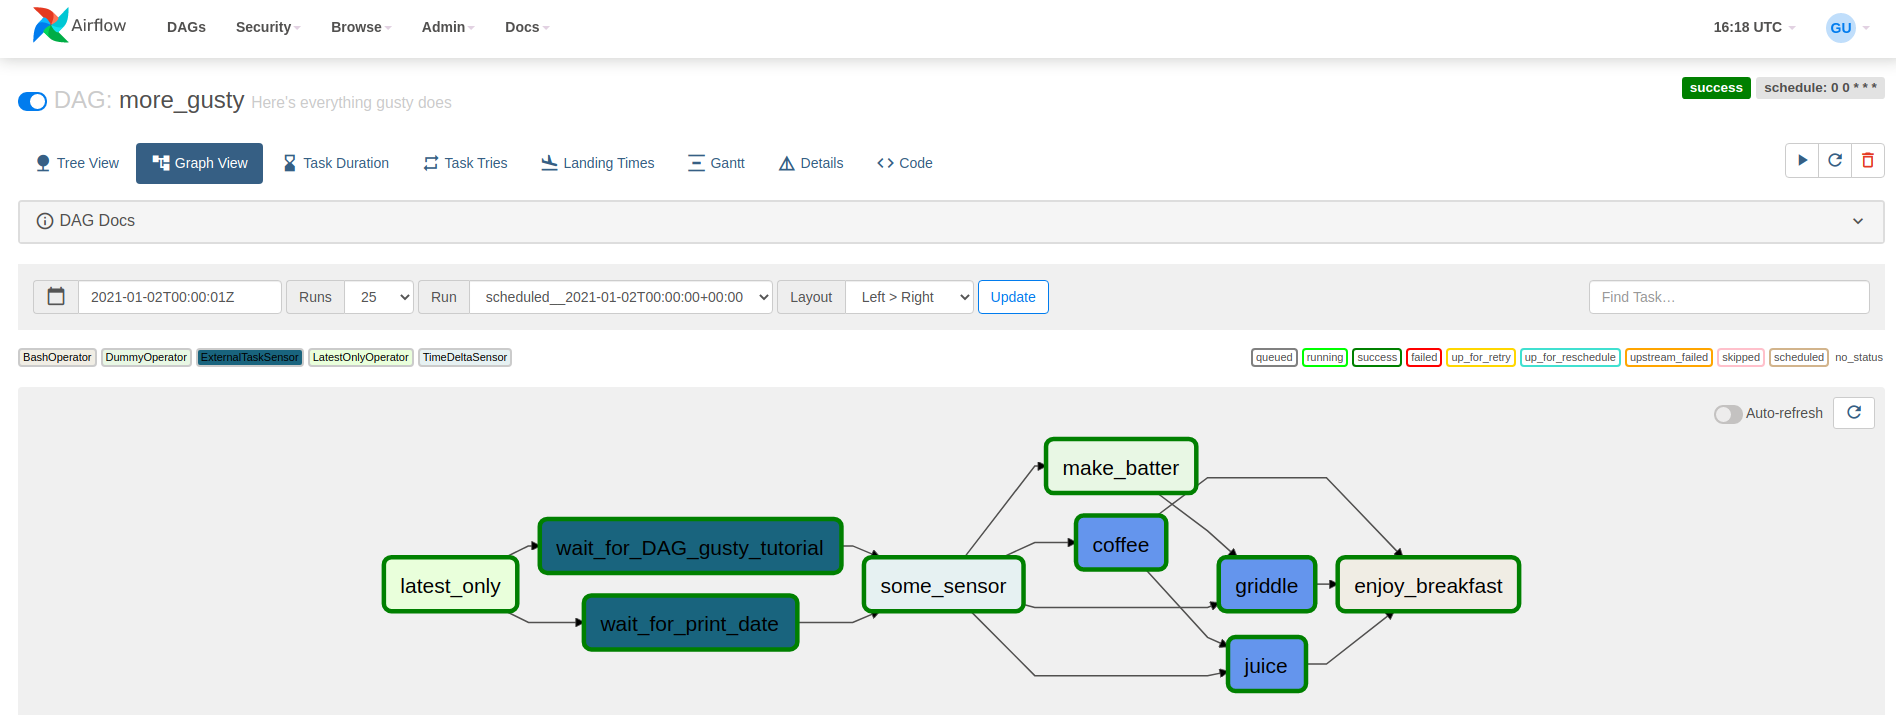 Airflow DAGs Security Browse Admin Docs 16:18 UTC GU
DAG: more_gusty Here's everything gusty does success schedule: 0 0 * * *
Tree View Graph View Task Duration Task Tries Landing Times Gantt Details Code
DAG Docs
2021-01-02T00:00:01Z Runs 25 Run scheduled__2021-01-02T00:00:00+00:00 Layout Left > Right Update Find Task…
BashOperator DummyOperator ExternalTaskSensor LatestOnlyOperator TimeDeltaSensor queued running success failed up_for_retry up_for_reschedule upstream_failed skipped scheduled no_status
Auto-refresh
make_batter
wait_for_DAG_gusty_tutorial coffee
latest_only some_sensor griddle enjoy_breakfast
wait_for_print_date
juice